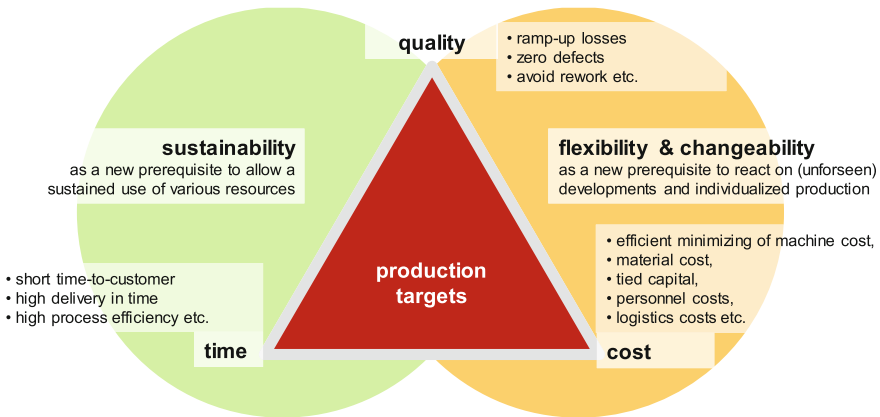 quality
• ramp-up losses
• zero defects
• avoid rework etc.
sustainability
as a new prerequisite to allow a
sustained use of various resources
flexibility & changeability
as a new prerequisite to react on (unforseen)
developments and individualized production
production
targets
• short time-to-customer
• high delivery in time
• high process efficiency etc.
time
• efficient minimizing of machine cost,
• material cost,
• tied capital,
• personnel costs,
• logistics costs etc.
cost